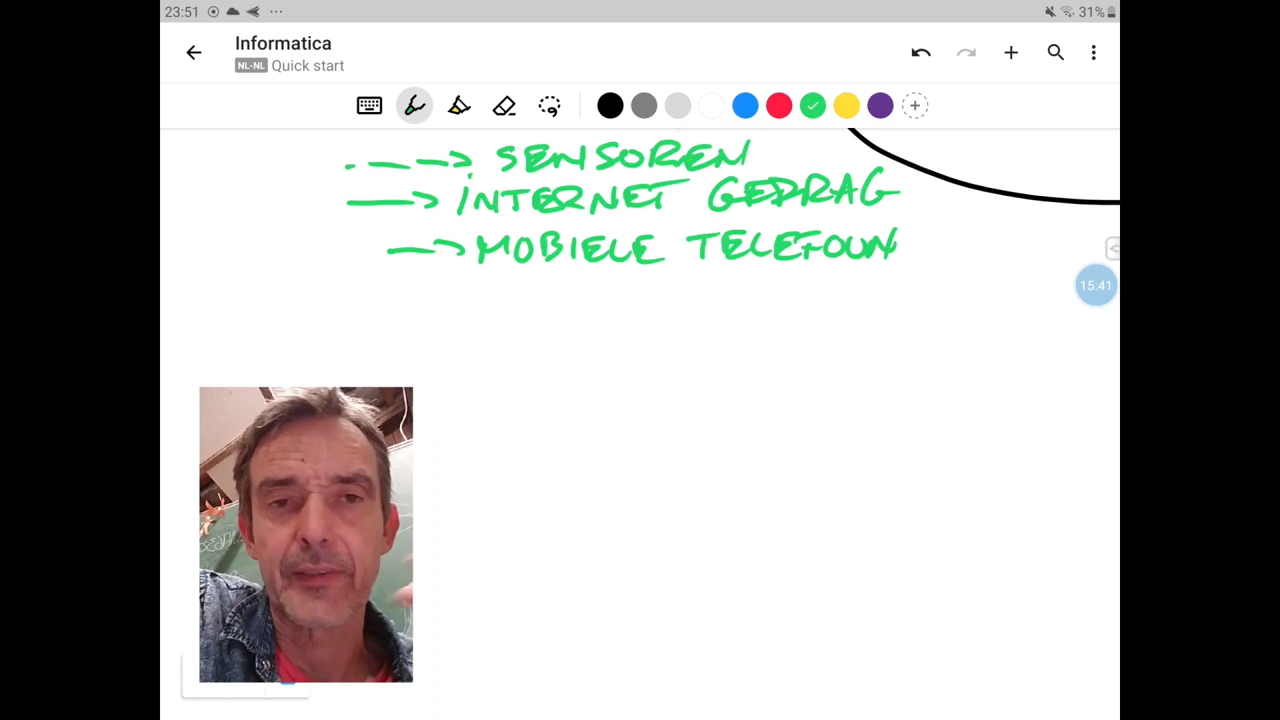 23:51
31%
Informatica
NL-NL Quick start
SENSOREN
INTERNET GEDRAG
MOBIELE TELEFOON
15:41